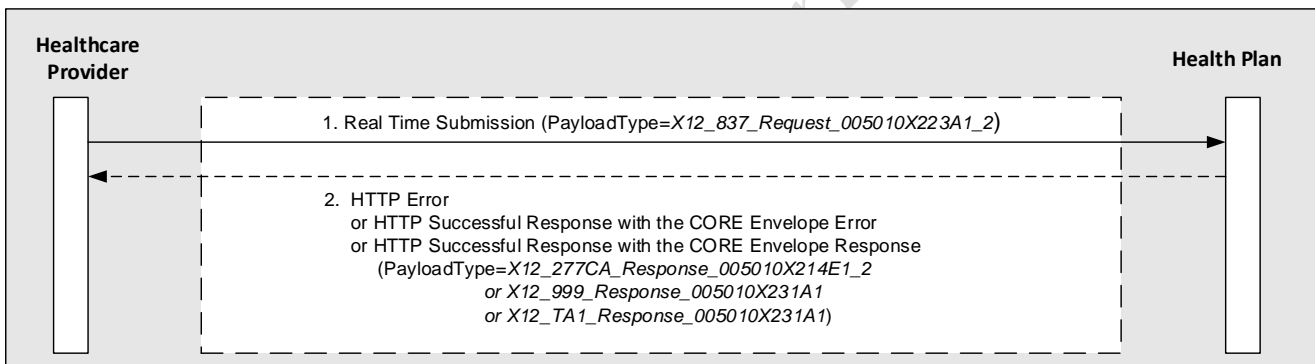 Healthcare
Provider
Health Plan
1. Real Time Submission (PayloadType=X12_837_Request_005010X223A1_2)
2. HTTP Error
or HTTP Successful Response with the CORE Envelope Error
or HTTP Successful Response with the CORE Envelope Response
(PayloadType=X12_277CA_Response_005010X214E1_2
or X12_999_Response_005010X231A1
or X12_TA1_Response_005010X231A1)